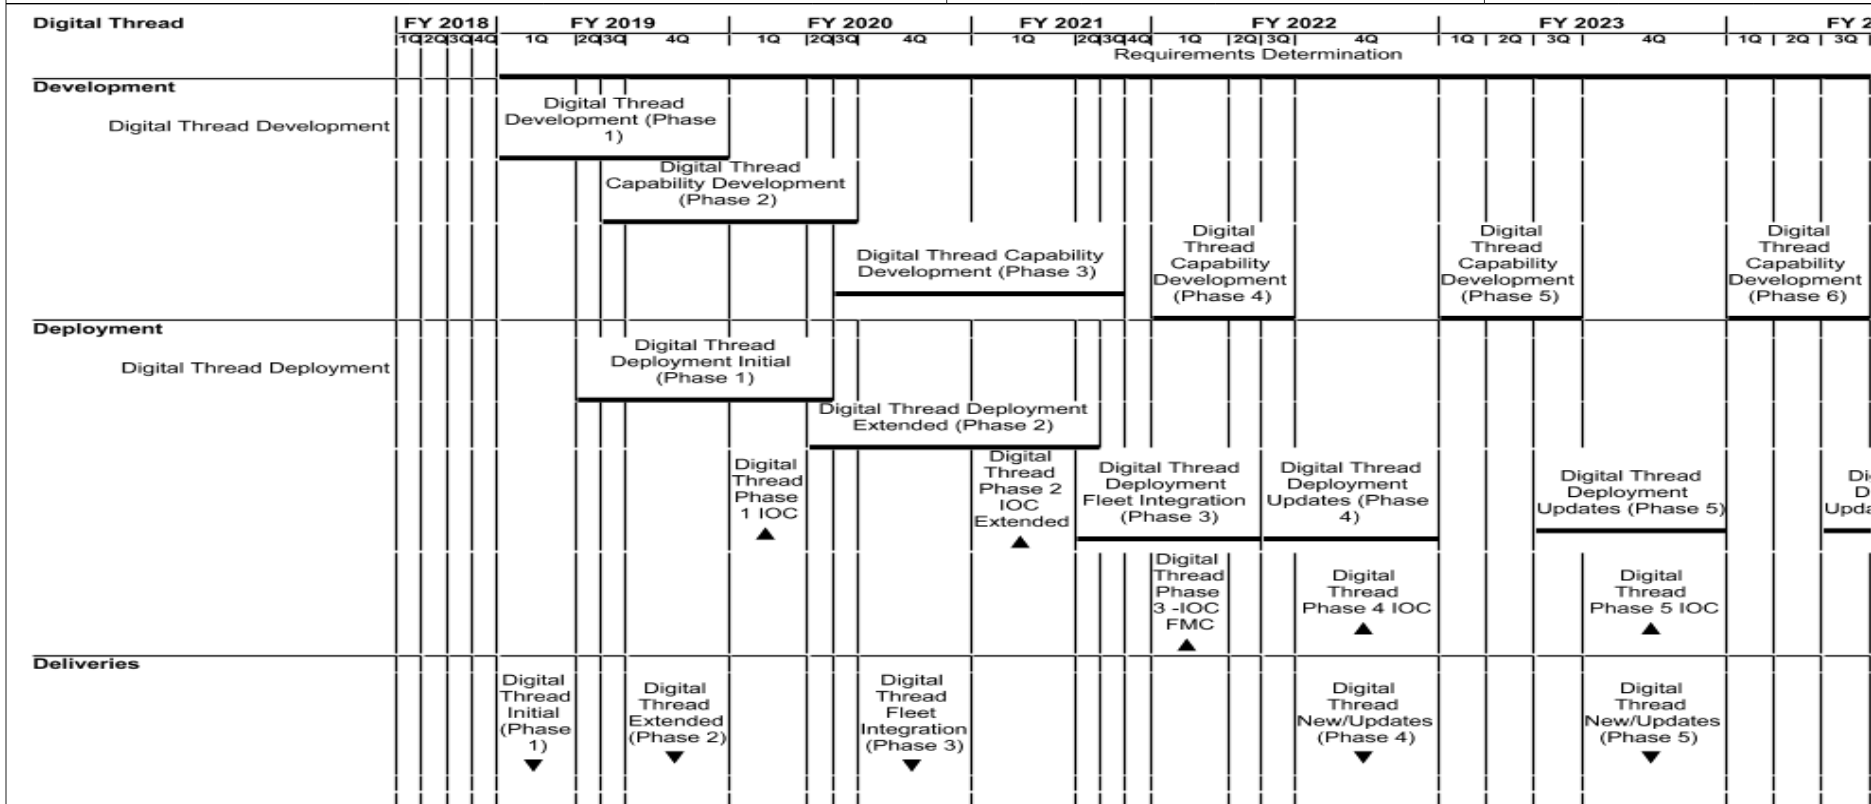 Digital Thread FY 2018 FY 2019 FY 2020 FY 2021 FY 2022 FY 2023 FY 2
1Q 2Q 3Q 4Q 1Q 2Q 3Q 4Q 1Q 2Q 3Q 4Q 1Q 2Q 3Q 4Q 1Q 2Q 3Q 4Q 1Q 2Q 3Q 4Q 1Q 2Q 3Q
Requirements Determination
Development
Digital Thread Development
Digital Thread
Development (Phase
1)
Digital Thread
Capability Development
(Phase 2)
Digital Thread Capability
Development (Phase 3)
Digital
Thread
Capability
Development
(Phase 4)
Digital
Thread
Capability
Development
(Phase 5)
Digital
Thread
Capability
Development
(Phase 6)
Deployment
Digital Thread Deployment
Digital Thread
Deployment Initial
(Phase 1)
Digital Thread Deployment
Extended (Phase 2)
Digital
Thread
Phase
1 IOC
Digital
Thread
Phase 2
IOC
Extended
Digital Thread
Deployment
Fleet Integration
(Phase 3)
Digital Thread
Deployment
Updates (Phase
4)
Digital Thread
Deployment
Updates (Phase 5)
Di
D
Upda
Digital
Thread
Phase
3 -IOC
FMC
Digital
Thread
Phase 4 IOC
Digital
Thread
Phase 5 IOC
Deliveries
Digital
Thread
Initial
(Phase
1)
Digital
Thread
Extended
(Phase 2)
Digital
Thread
Fleet
Integration
(Phase 3)
Digital
Thread
New/Updates
(Phase 4)
Digital
Thread
New/Updates
(Phase 5)